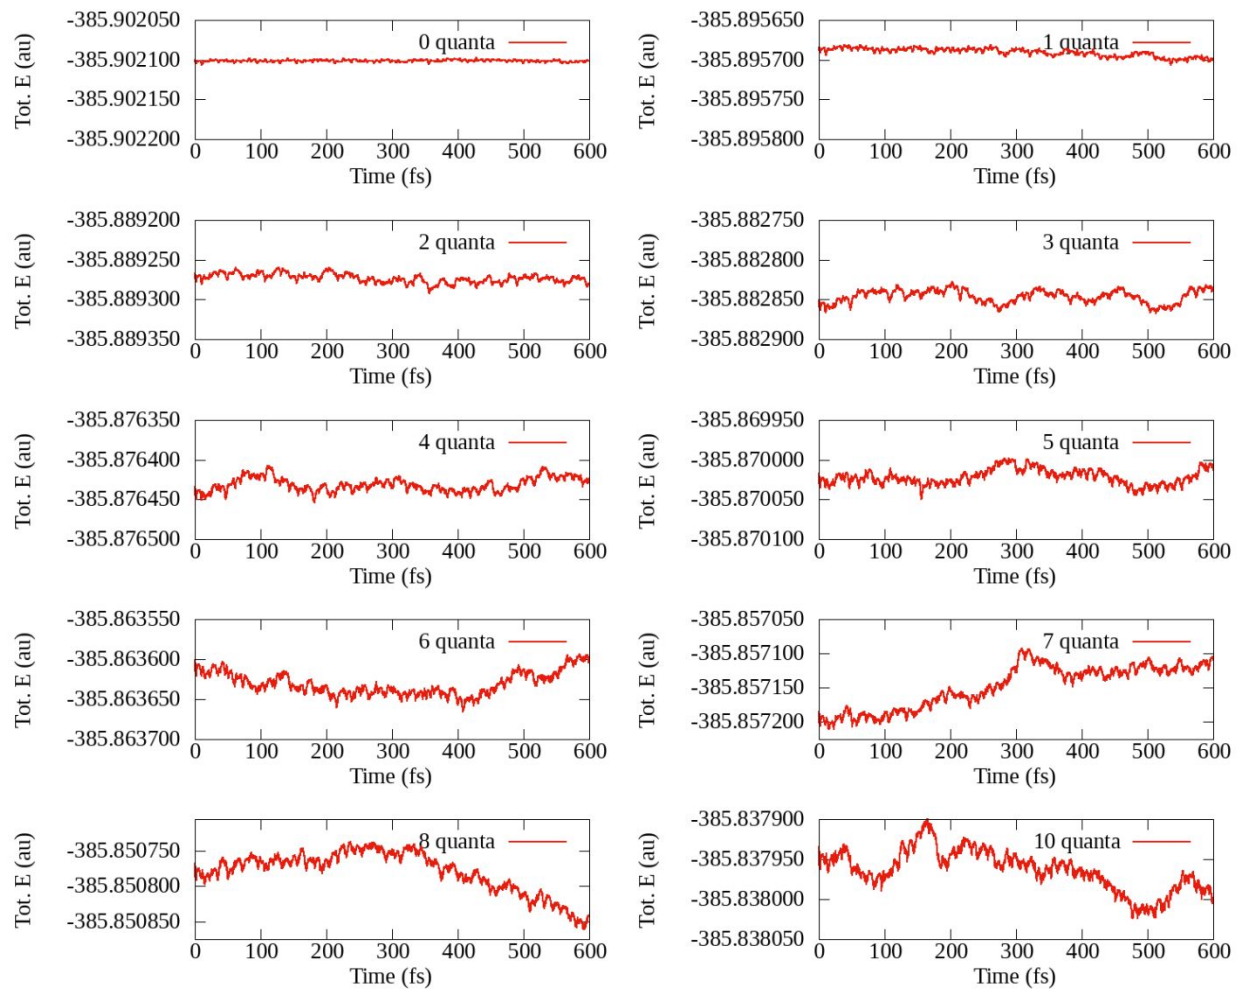 Tot. E (au)
-385.902050
-385.902100
-385.902150
-385.902200
0 quanta
0 100 200 300 400 500 600
Time (fs)
Tot. E (au)
-385.895650
-385.895700
-385.895750
-385.895800
1 quanta
0 100 200 300 400 500 600
Time (fs)
Tot. E (au)
-385.889200
-385.889250
-385.889300
-385.889350
2 quanta
0 100 200 300 400 500 600
Time (fs)
Tot. E (au)
-385.882750
-385.882800
-385.882850
-385.882900
3 quanta
0 100 200 300 400 500 600
Time (fs)
Tot. E (au)
-385.876350
-385.876400
-385.876450
-385.876500
4 quanta
0 100 200 300 400 500 600
Time (fs)
Tot. E (au)
-385.869950
-385.870000
-385.870050
-385.870100
5 quanta
0 100 200 300 400 500 600
Time (fs)
Tot. E (au)
-385.863550
-385.863600
-385.863650
-385.863700
6 quanta
0 100 200 300 400 500 600
Time (fs)
Tot. E (au)
-385.857050
-385.857100
-385.857150
-385.857200
7 quanta
0 100 200 300 400 500 600
Time (fs)
Tot. E (au)
-385.850750
-385.850800
-385.850850
8 quanta
0 100 200 300 400 500 600
Time (fs)
Tot. E (au)
-385.837900
-385.837950
-385.838000
-385.838050
10 quanta
0 100 200 300 400 500 600
Time (fs)